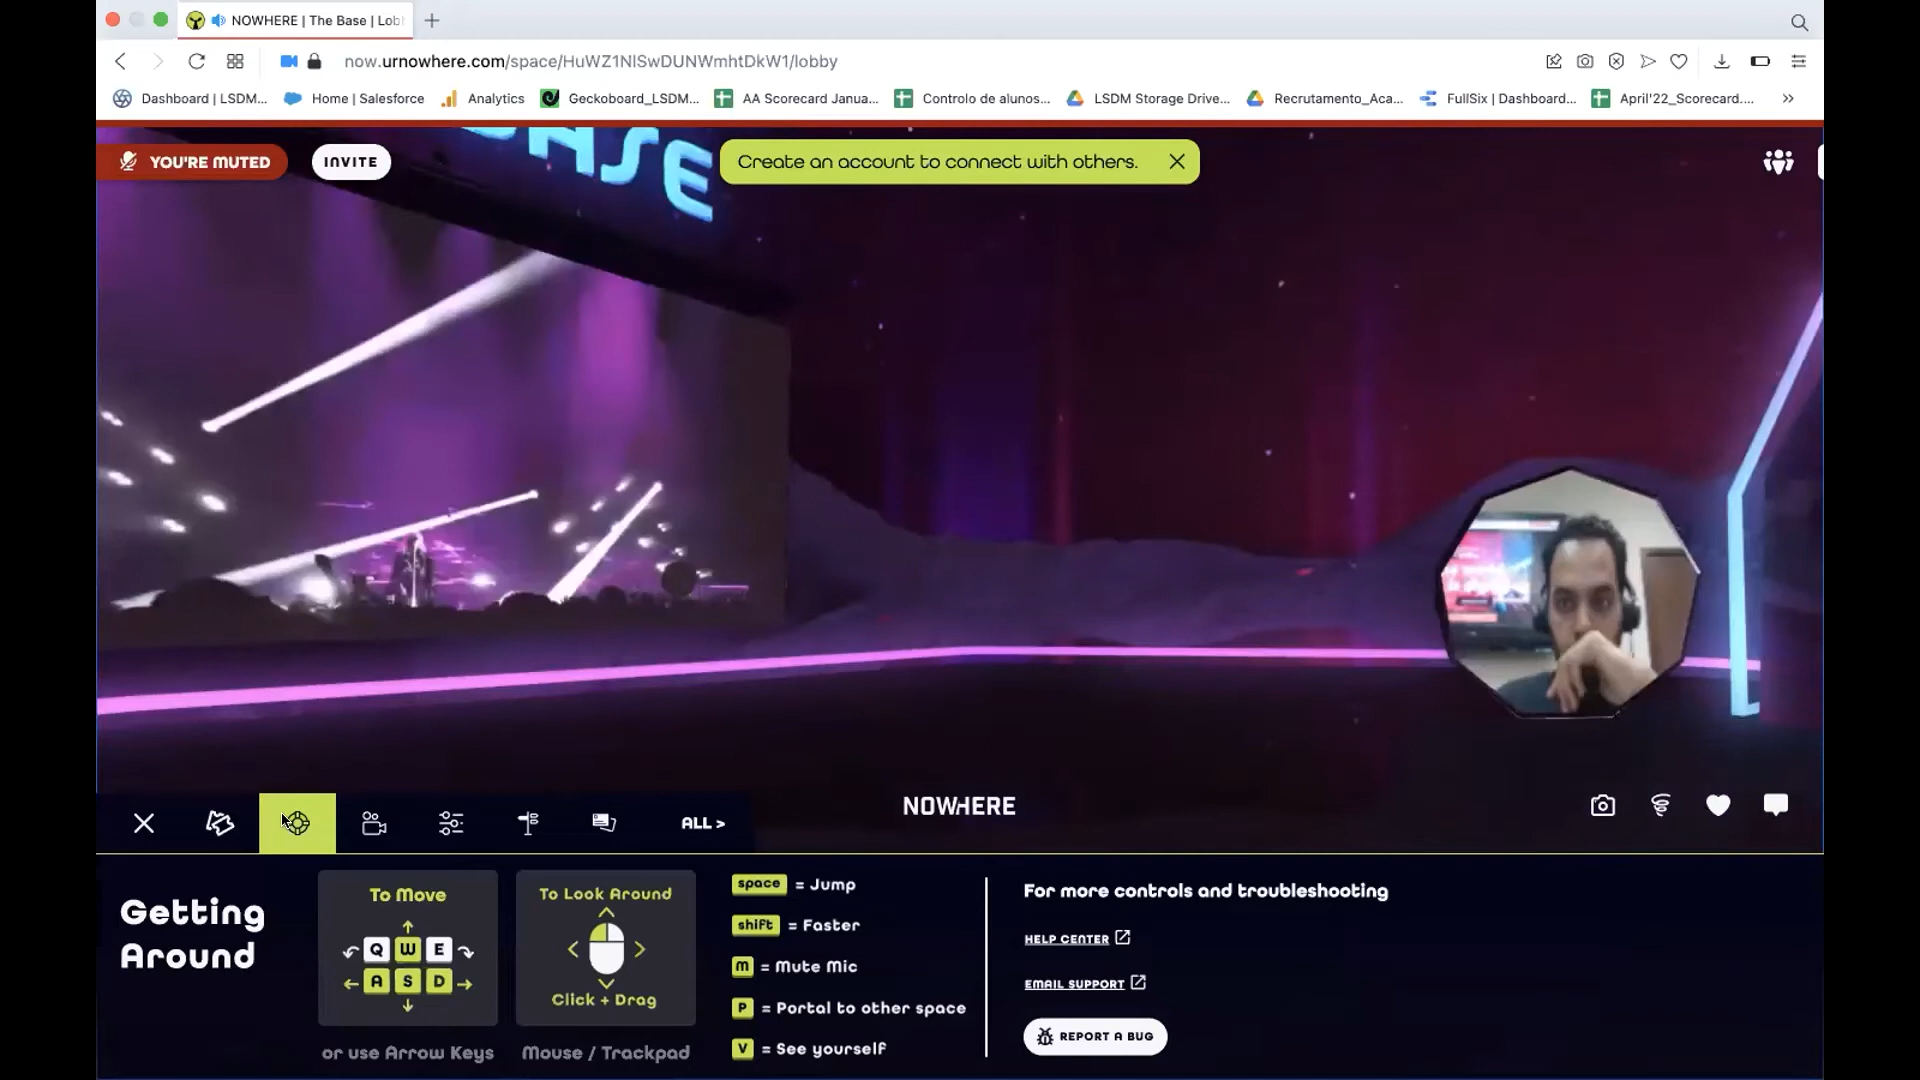 NOWHERE | The Base | Lob
now.urnowhere.com/space/HuWZ1NlSwDUNWmhtDkW1/lobby
Dashboard | LSDM... Home | Salesforce Analytics Geckoboard_LSDM... AA Scorecard Janua... Controlo de alunos... LSDM Storage Drive... Recrutamento_Aca... FullSix | Dashboard... April'22_Scorecard....
YOU'RE MUTED INVITE Create an account to connect with others.
BASE
ALL >
NOWHERE
Getting
Around
To Move
Q W E
A S D
or use Arrow Keys
To Look Around
Click + Drag
Mouse / Trackpad
space = Jump
shift = Faster
M = Mute Mic
P = Portal to other space
V = See yourself
For more controls and troubleshooting
HELP CENTER
EMAIL SUPPORT
REPORT A BUG